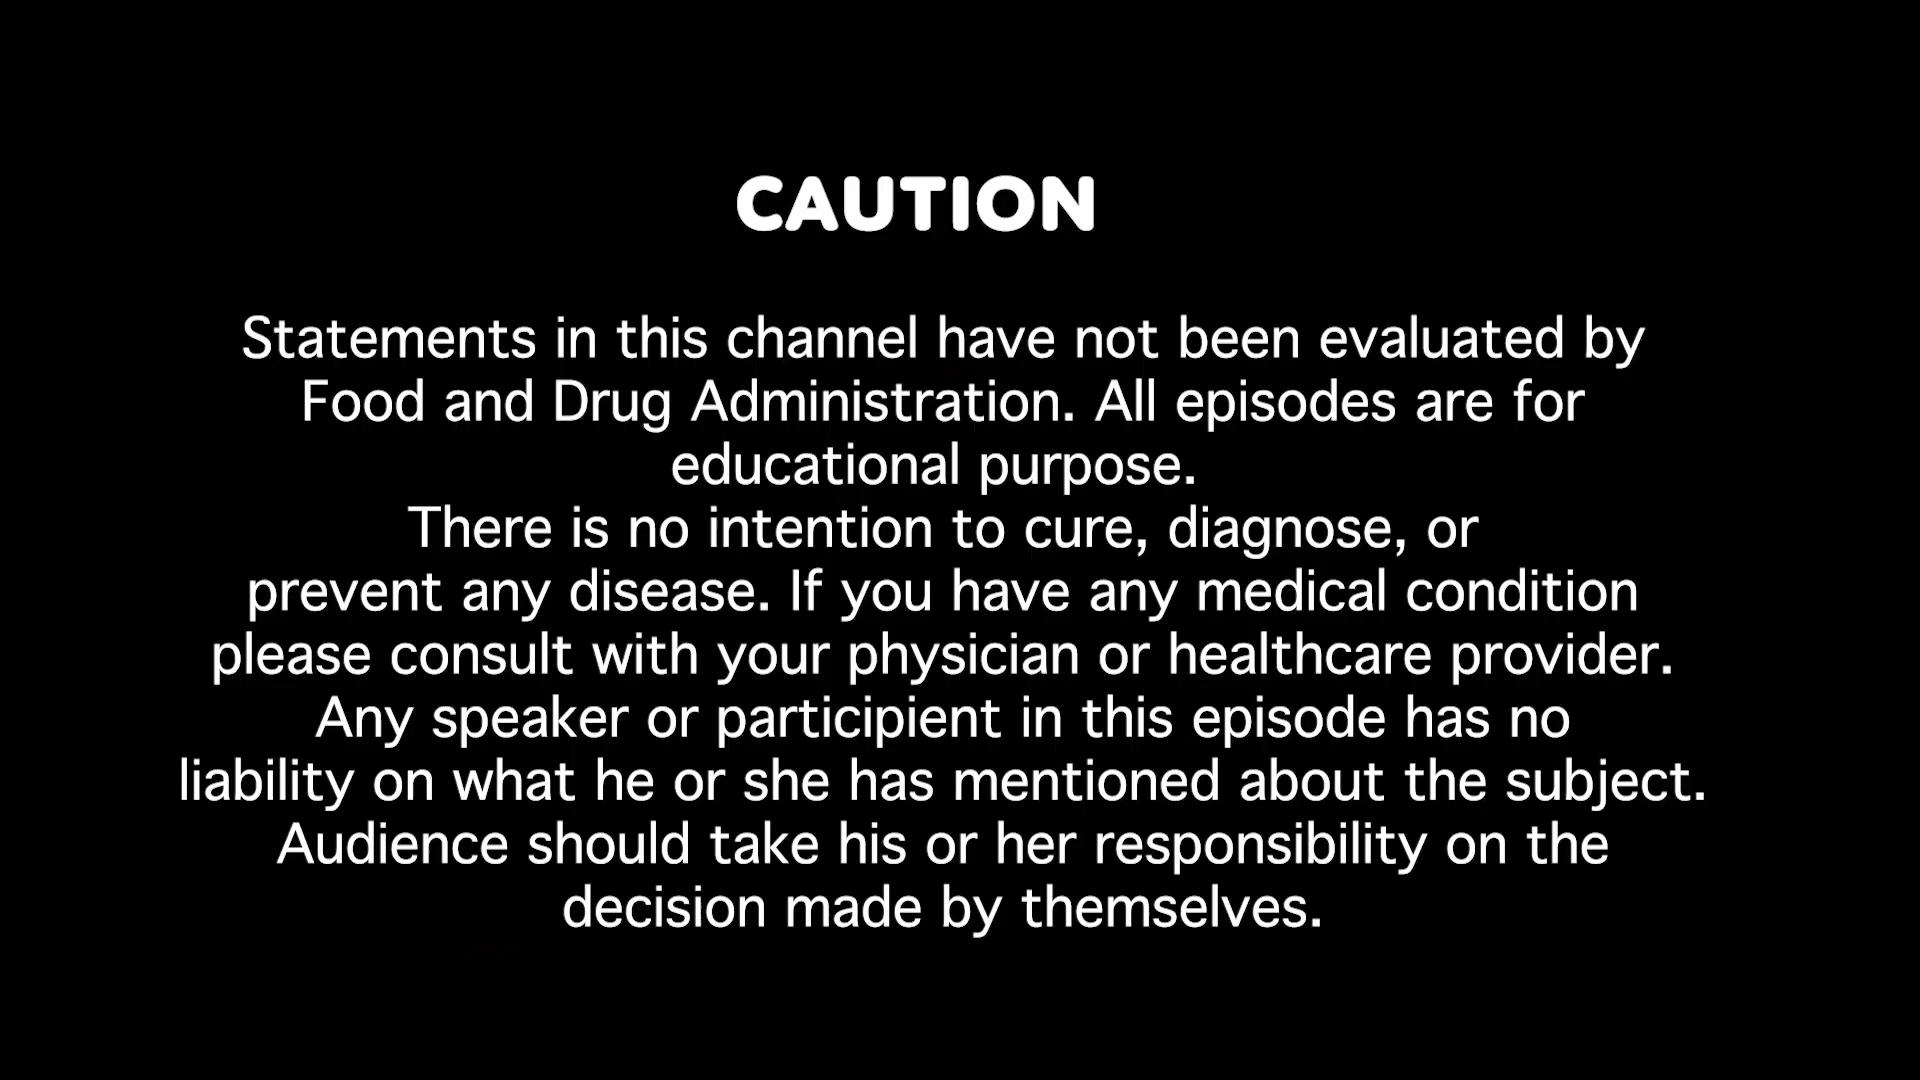 CAUTION
Statements in this channel have not been evaluated by
Food and Drug Administration. All episodes are for
educational purpose.
There is no intention to cure, diagnose, or
prevent any disease. If you have any medical condition
please consult with your physician or healthcare provider.
Any speaker or participient in this episode has no
liability on what he or she has mentioned about the subject.
Audience should take his or her responsibility on the
decision made by themselves.